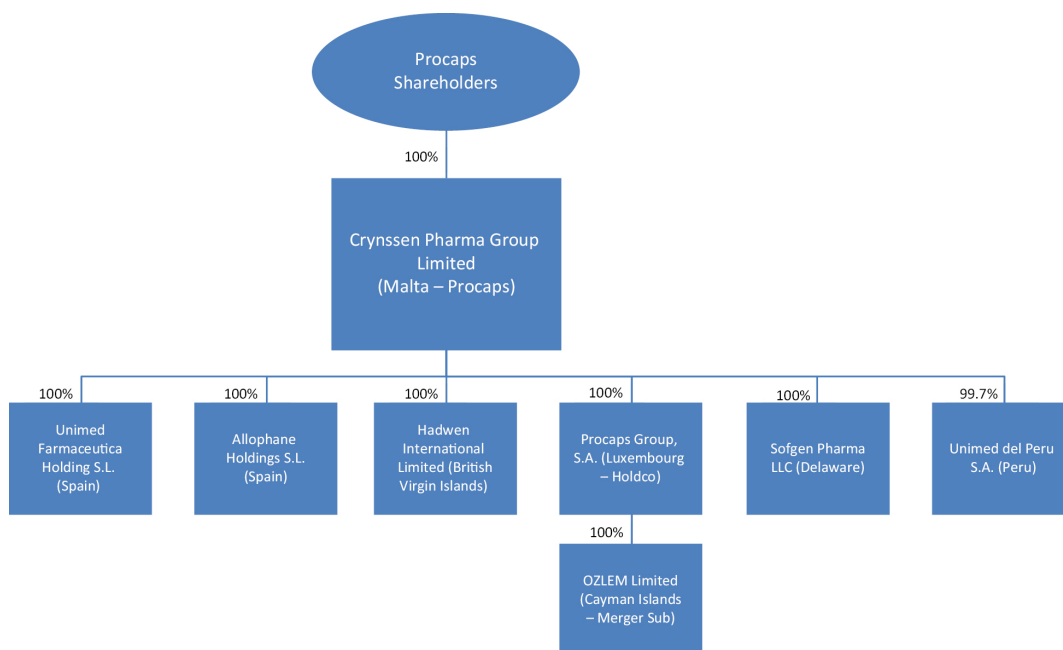 Procaps
Shareholders
100%
Crynssen Pharma Group
Limited
(Malta – Procaps)
100%
100%
100%
100%
100%
99.7%
Unimed
Farmaceutica
Holding S.L.
(Spain)
Allophane
Holdings S.L.
(Spain)
Hadwen
International
Limited (British
Virgin Islands)
Procaps Group,
S.A. (Luxembourg
– Holdco)
Sofgen Pharma
LLC (Delaware)
Unimed del Peru
S.A. (Peru)
100%
OZLEM Limited
(Cayman Islands
– Merger Sub)